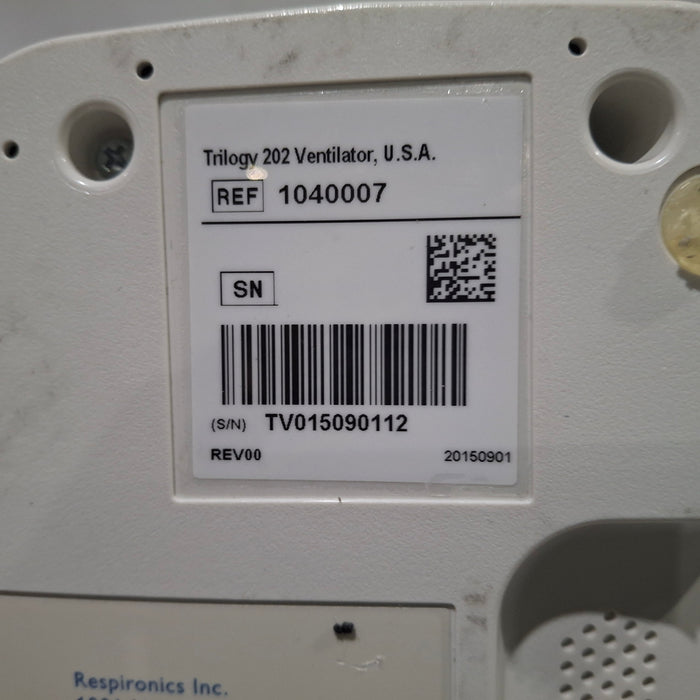 Trilogy 202 Ventilator, U.S.A.
REF 1040007
SN
(S/N) TV015090112
REV00 20150901
Respironics Inc.